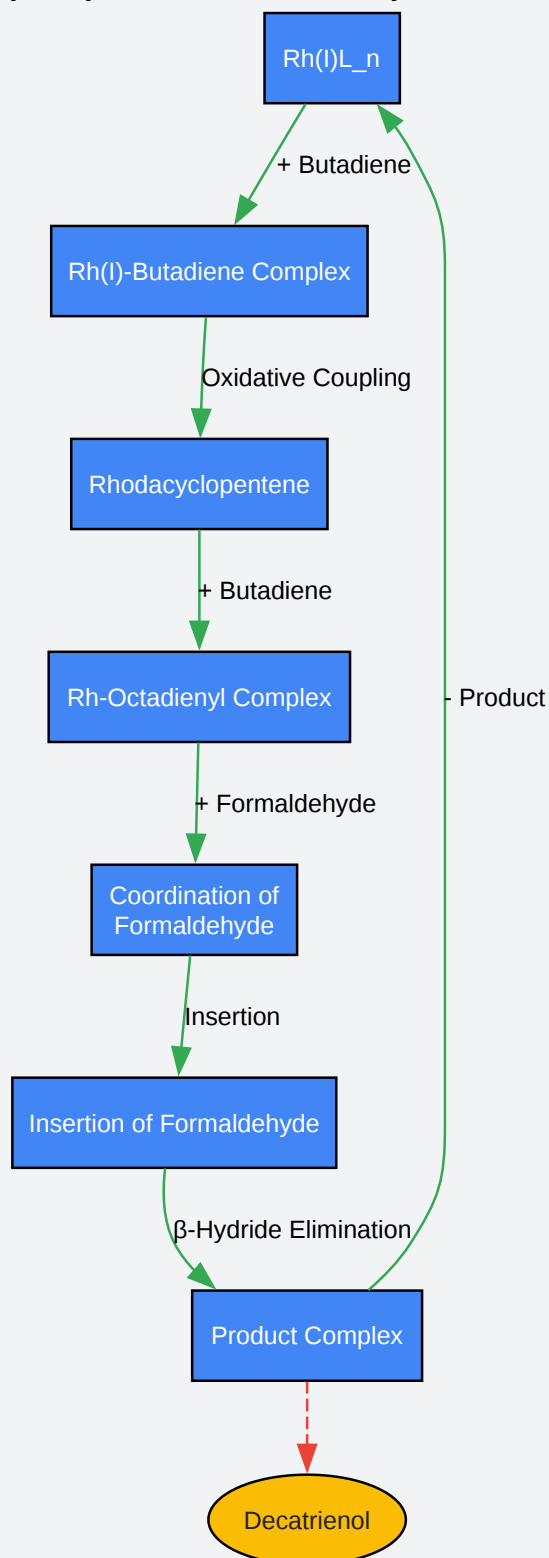 Rh(I)L_n
+ Butadiene
Rh(I)-Butadiene Complex
Oxidative Coupling
Rhodacyclopentene
+ Butadiene
Rh-Octadienyl Complex
- Product
+ Formaldehyde
Coordination of
Formaldehyde
Insertion
Insertion of Formaldehyde
β-Hydride Elimination
Product Complex
Decatrienol